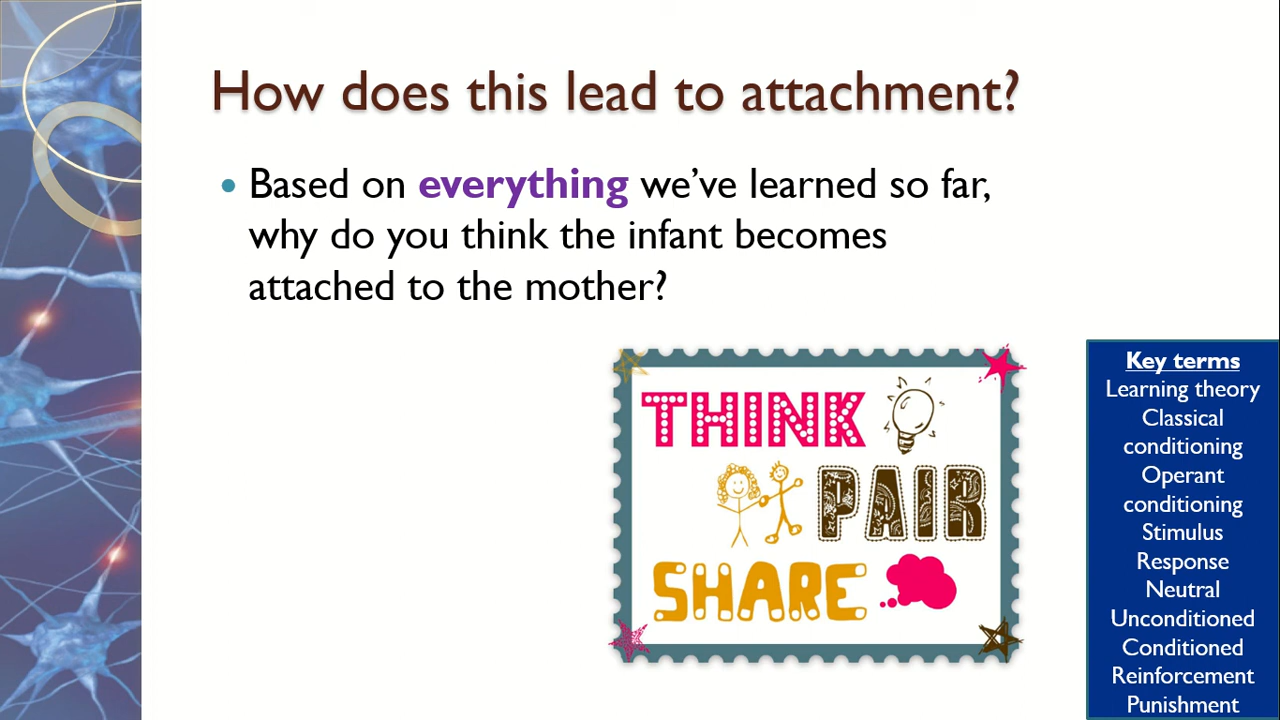 How does this lead to attachment?
• Based on everything we’ve learned so far,
why do you think the infant becomes
attached to the mother?
THINK
PAIR
SHARE
Key terms
Learning theory
Classical
conditioning
Operant
conditioning
Stimulus
Response
Neutral
Unconditioned
Conditioned
Reinforcement
Punishment